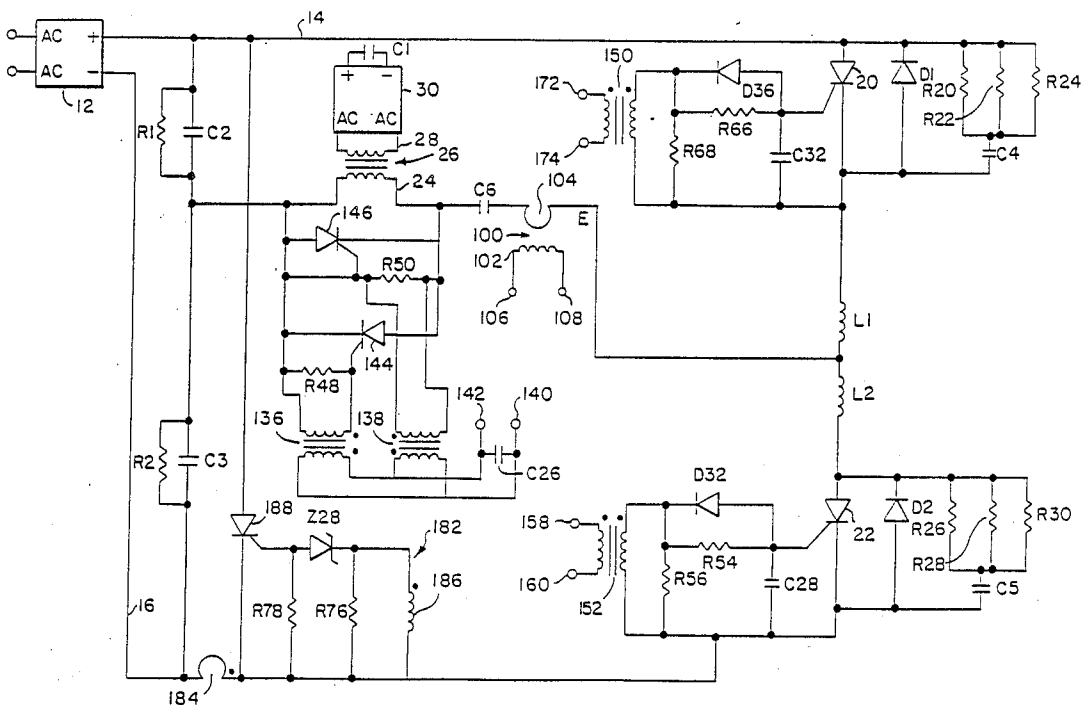 AC +
AC −
12
14
C1
+ −
30
AC AC
28
26
24
R1
C2
146
R50
144
R48
136
138
142
140
C26
R2
C3
188
Z28
182
186
R78
R76
16
184
C6
104
E
100
102
106
108
150
172
174
D36
R66
R68
C32
20
D1
R20
R22
R24
C4
L1
L2
D32
158
160
152
R54
R56
C28
22
D2
R26
R28
R30
C5